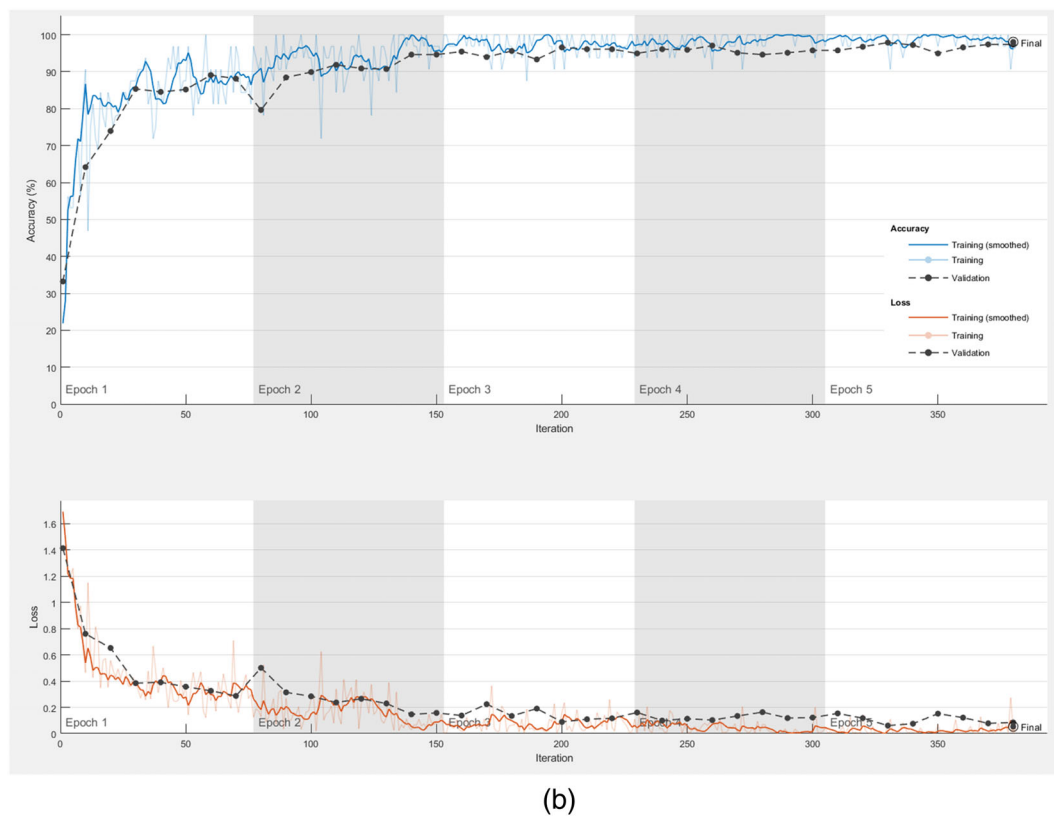 100
90
80
70
60
50
40
30
20
10
0
Accuracy (%)
Final
Accuracy
Training (smoothed)
Training
Validation
Loss
Training (smoothed)
Training
Validation
Epoch 1 Epoch 2 Epoch 3 Epoch 4 Epoch 5
0 50 100 150 200 250 300 350
Iteration
1.6
1.4
1.2
1
0.8
0.6
0.4
0.2
0
Loss
Epoch 1 Epoch 2 Epoch 3 Epoch 4 Epoch 5
Final
0 50 100 150 200 250 300 350
Iteration
(b)